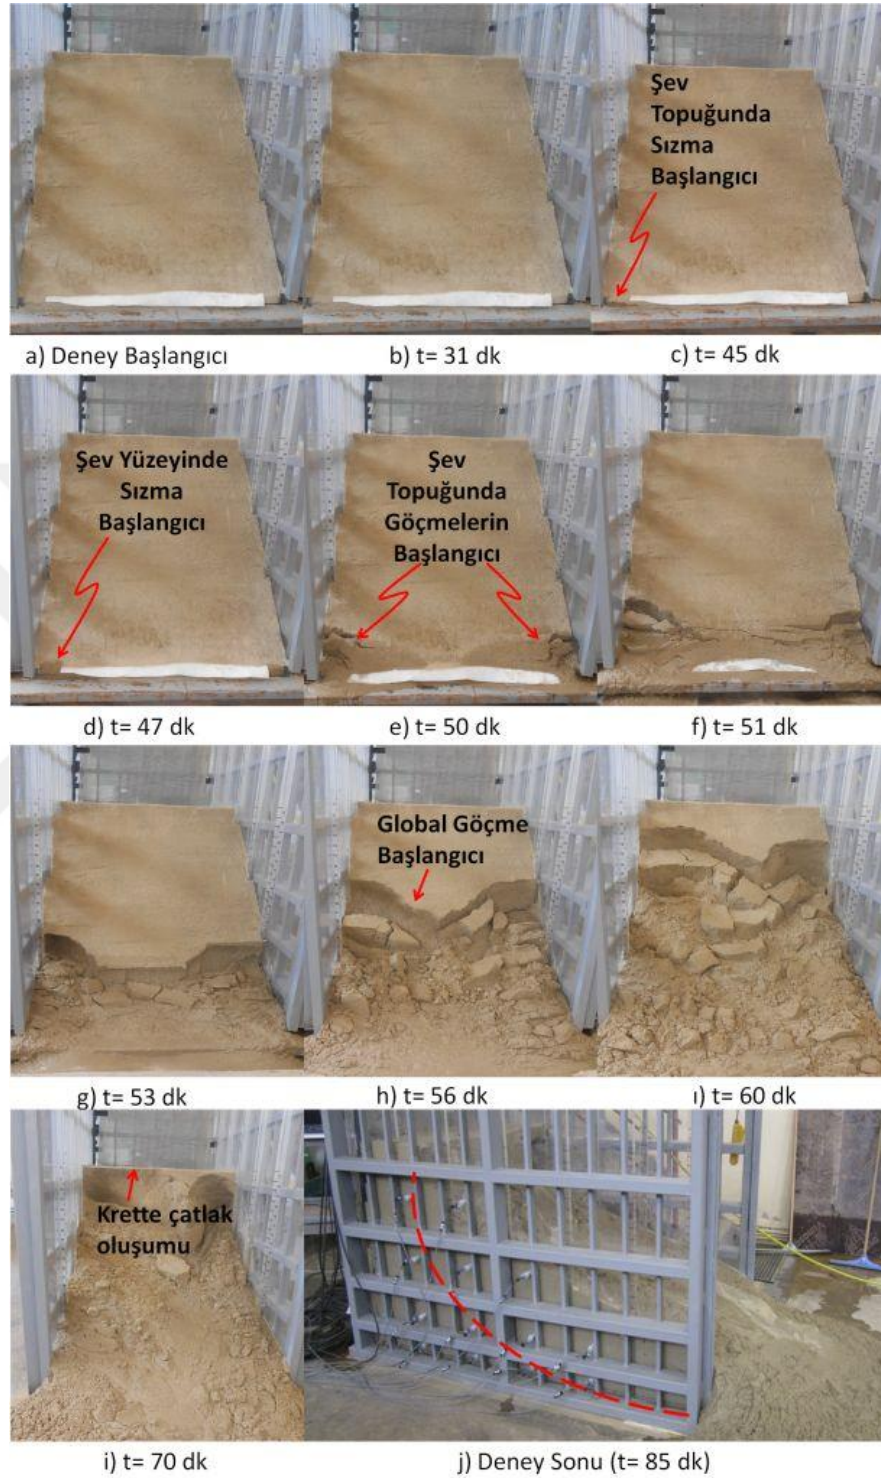 Şev
Topuğunda
Sızma
Başlangıcı
a) Deney Başlangıcı
b) t= 31 dk
c) t= 45 dk
Şev Yüzeyinde
Sızma
Başlangıcı
Şev
Topuğunda
Göçmelerin
Başlangıcı
d) t= 47 dk
e) t= 50 dk
f) t= 51 dk
Global Göçme
Başlangıcı
g) t= 53 dk
h) t= 56 dk
ı) t= 60 dk
Krette çatlak
oluşumu
i) t= 70 dk
j) Deney Sonu (t= 85 dk)